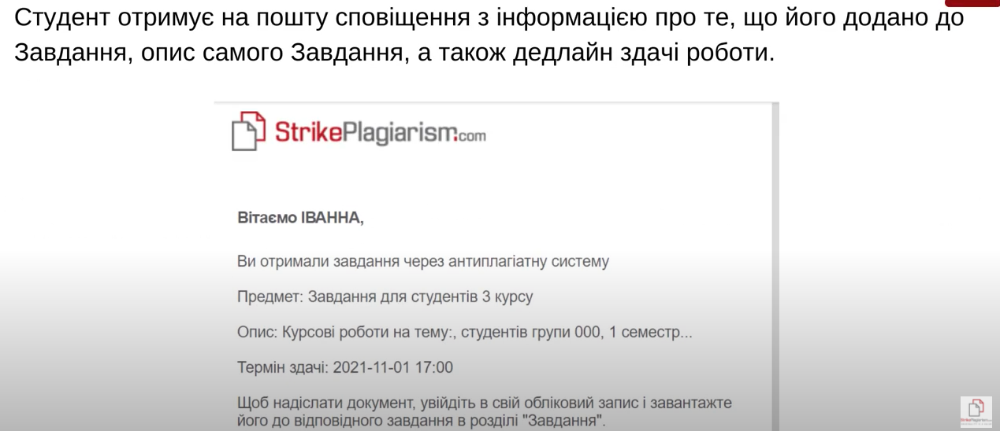 Студент отримує на пошту сповіщення з інформацією про те, що його додано до
Завдання, опис самого Завдання, а також дедлайн здачі роботи.
StrikePlagiarism.com
Вітаємо ІВАННА,
Ви отримали завдання через антиплагіатну систему
Предмет: Завдання для студентів 3 курсу
Опис: Курсові роботи на тему:, студентів групи 000, 1 семестр...
Термін здачі: 2021-11-01 17:00
Щоб надіслати документ, увійдіть в свій обліковий запис і завантажте
його до відповідного завдання в розділі "Завдання".